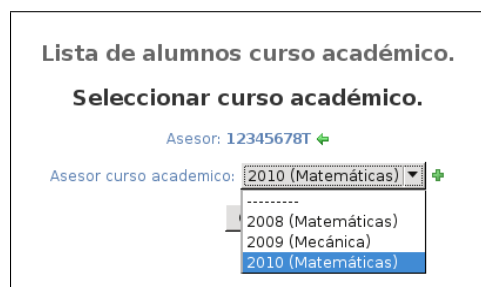 Lista de alumnos curso académico.
Seleccionar curso académico.
Asesor: 12345678T
Asesor curso academico: 2010 (Matemáticas)
---------
2008 (Matemáticas)
2009 (Mecánica)
2010 (Matemáticas)